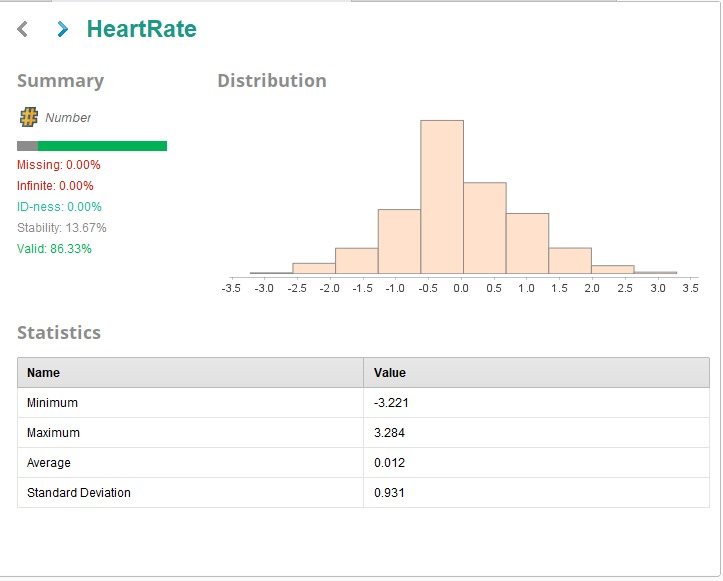 HeartRate
Summary
Distribution
# Number
Missing: 0.00%
Infinite: 0.00%
ID-ness: 0.00%
Stability: 13.67%
Valid: 86.33%
-3.5 -3.0 -2.5 -2.0 -1.5 -1.0 -0.5 0.0 0.5 1.0 1.5 2.0 2.5 3.0 3.5
Statistics
Name Value
Minimum -3.221
Maximum 3.284
Average 0.012
Standard Deviation 0.931